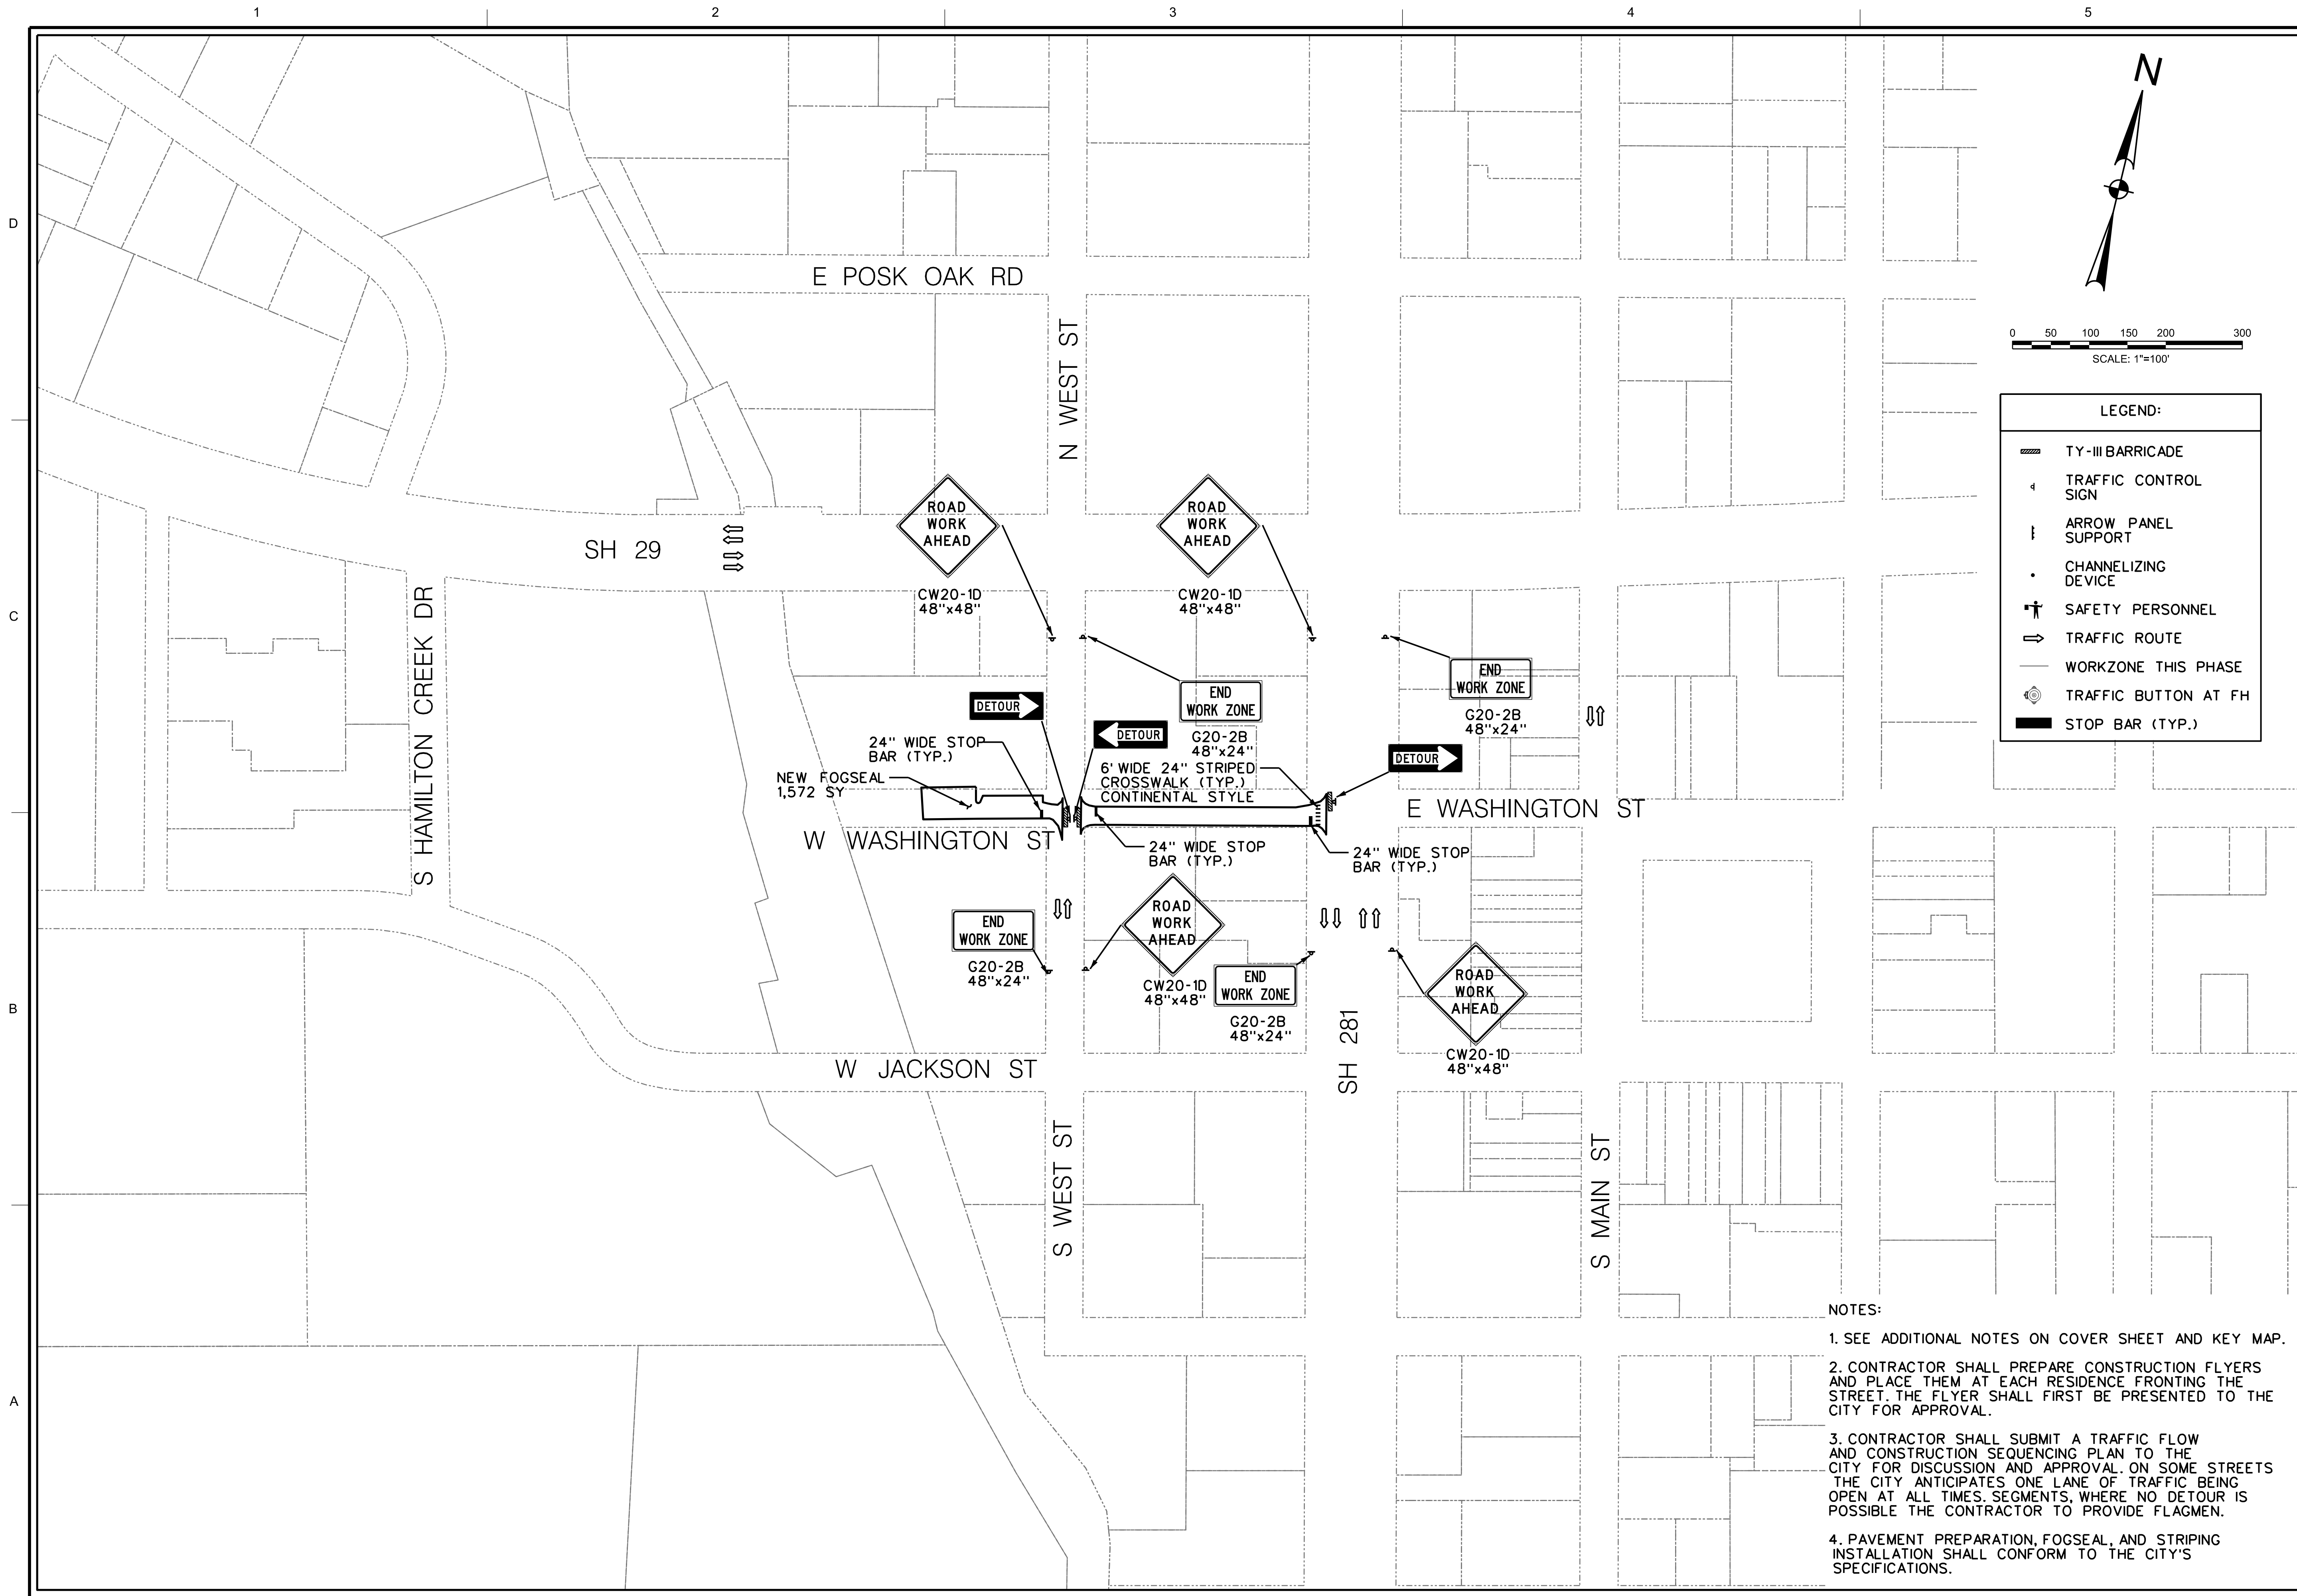 1
2
3
4
5
D
C
B
A
N
E POSK OAK RD
N WEST ST
0 50 100 150 200 300
SCALE: 1"=100'
LEGEND:
TY-III BARRICADE
TRAFFIC CONTROL
SIGN
ARROW PANEL
SUPPORT
CHANNELIZING
DEVICE
SAFETY PERSONNEL
TRAFFIC ROUTE
WORKZONE THIS PHASE
TRAFFIC BUTTON AT FH
STOP BAR (TYP.)
SH 29
S HAMILTON CREEK DR
ROAD
WORK
AHEAD
CW20-1D
48"x48"
ROAD
WORK
AHEAD
CW20-1D
48"x48"
END
WORK ZONE
G20-2B
48"x24"
END
WORK ZONE
G20-2B
48"x24"
DETOUR
DETOUR
DETOUR
24" WIDE STOP
BAR (TYP.)
NEW FOGSEAL
1,572 SY
6' WIDE 24" STRIPED
CROSSWALK (TYP.)
CONTINENTAL STYLE
E WASHINGTON ST
W WASHINGTON ST
24" WIDE STOP
BAR (TYP.)
24" WIDE STOP
BAR (TYP.)
END
WORK ZONE
G20-2B
48"x24"
ROAD
WORK
AHEAD
CW20-1D
48"x48"
END
WORK ZONE
G20-2B
48"x24"
ROAD
WORK
AHEAD
CW20-1D
48"x48"
SH 281
W JACKSON ST
S WEST ST
S MAIN ST
NOTES:
1. SEE ADDITIONAL NOTES ON COVER SHEET AND KEY MAP.
2. CONTRACTOR SHALL PREPARE CONSTRUCTION FLYERS
AND PLACE THEM AT EACH RESIDENCE FRONTING THE
STREET. THE FLYER SHALL FIRST BE PRESENTED TO THE
CITY FOR APPROVAL.
3. CONTRACTOR SHALL SUBMIT A TRAFFIC FLOW
AND CONSTRUCTION SEQUENCING PLAN TO THE
CITY FOR DISCUSSION AND APPROVAL. ON SOME STREETS
THE CITY ANTICIPATES ONE LANE OF TRAFFIC BEING
OPEN AT ALL TIMES. SEGMENTS, WHERE NO DETOUR IS
POSSIBLE THE CONTRACTOR TO PROVIDE FLAGMEN.
4. PAVEMENT PREPARATION, FOGSEAL, AND STRIPING
INSTALLATION SHALL CONFORM TO THE CITY'S
SPECIFICATIONS.